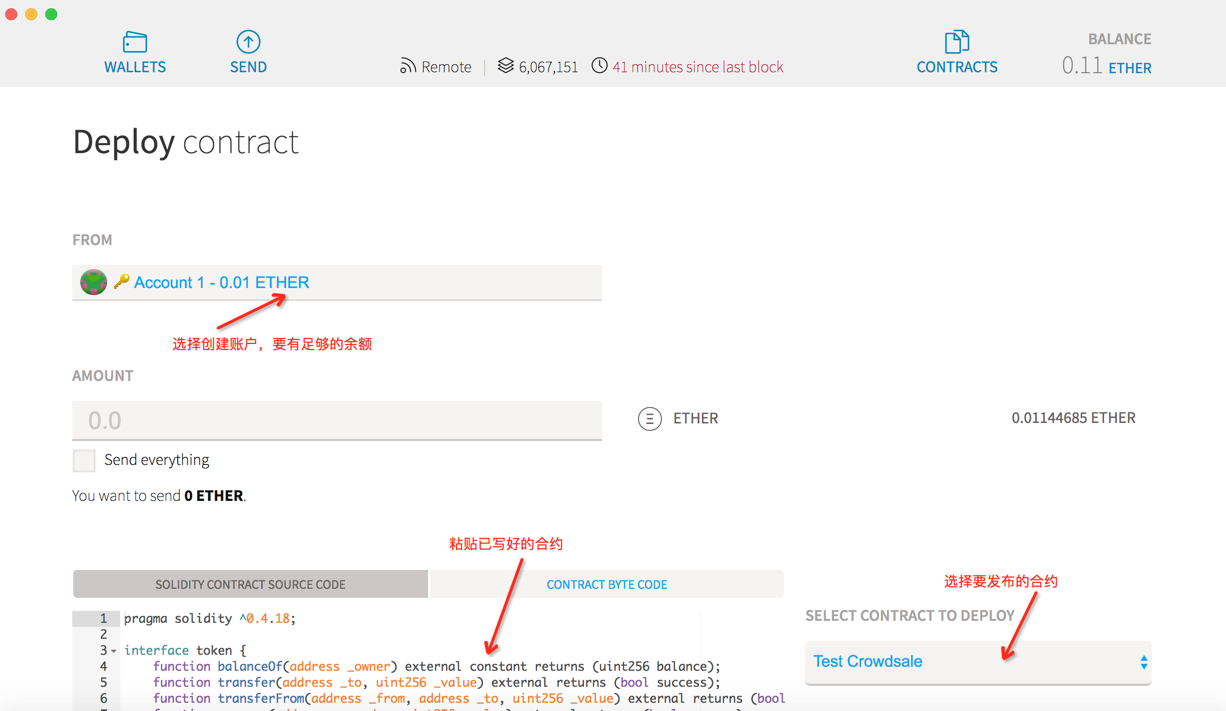 WALLETS
SEND
Remote
6,067,151
41 minutes since last block
CONTRACTS
BALANCE
0.11 ETHER
Deploy contract
FROM
Account 1 - 0.01 ETHER
选择创建账户，要有足够的余额
AMOUNT
0.0
ETHER
0.01144685 ETHER
Send everything
You want to send 0 ETHER.
粘贴已写好的合约
SOLIDITY CONTRACT SOURCE CODE
CONTRACT BYTE CODE
选择要发布的合约
SELECT CONTRACT TO DEPLOY
Test Crowdsale
1 pragma solidity ^0.4.18;
2
3 interface token {
4 function balanceOf(address _owner) external constant returns (uint256 balance);
5 function transfer(address _to, uint256 _value) external returns (bool success);
6 function transferFrom(address _from, address _to, uint256 _value) external returns (bool